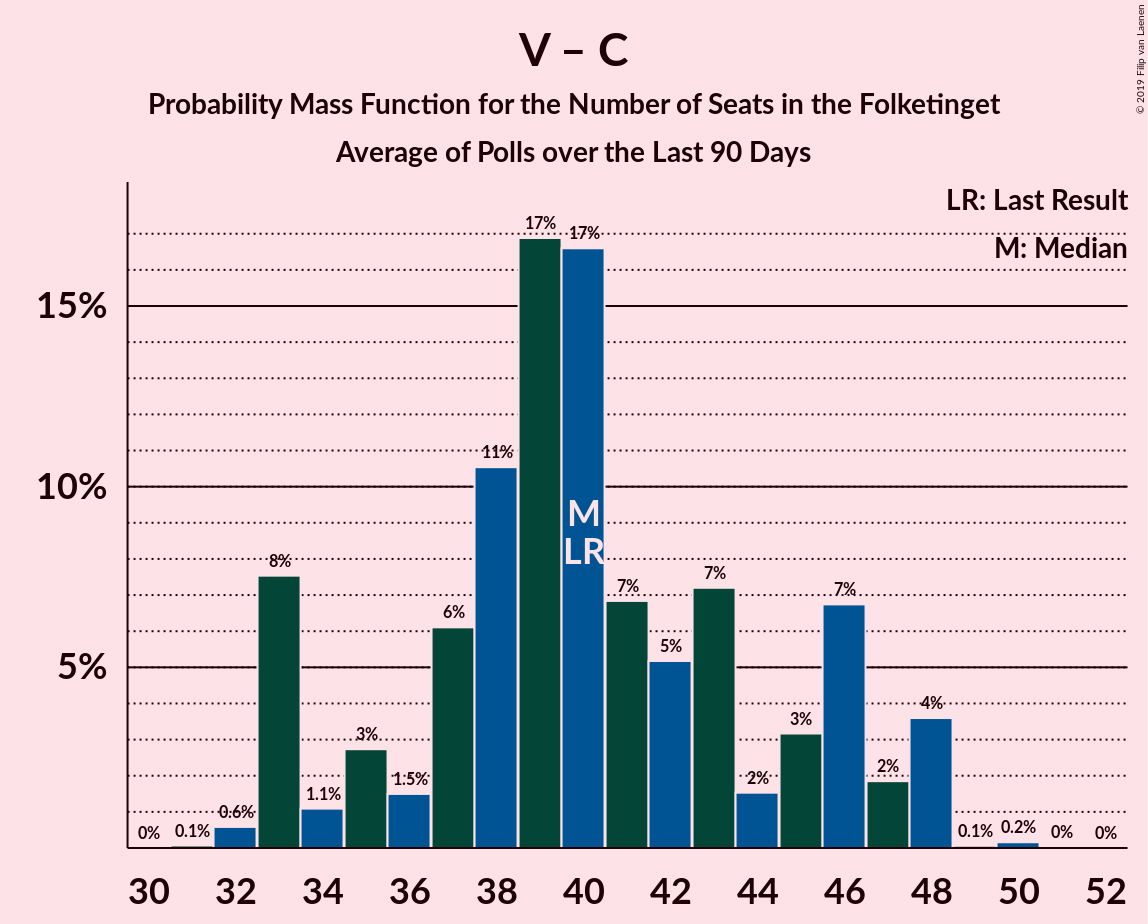 V – C
Probability Mass Function for the Number of Seats in the Folketinget
Average of Polls over the Last 90 Days
© 2019 Filip van Laenen
LR: Last Result
M: Median
15%
10%
5%
0%
0.1%
0.6%
8%
1.1%
3%
1.5%
6%
11%
17%
17%
7%
5%
7%
2%
3%
7%
2%
4%
0.1%
0.2%
0%
0%
M
LR
30 32 34 36 38 40 42 44 46 48 50 52